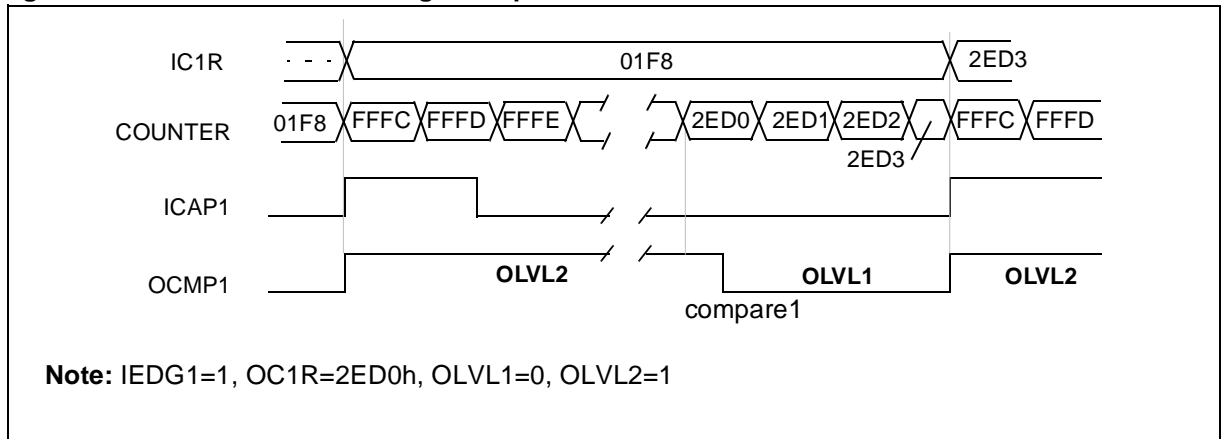 IC1R - - - 01F8 2ED3
COUNTER 01F8 FFFC FFFD FFFE 2ED0 2ED1 2ED2 FFFC FFFD
2ED3
ICAP1
OCMP1 OLVL2 OLVL1 OLVL2
compare1
Note: IEDG1=1, OC1R=2ED0h, OLVL1=0, OLVL2=1